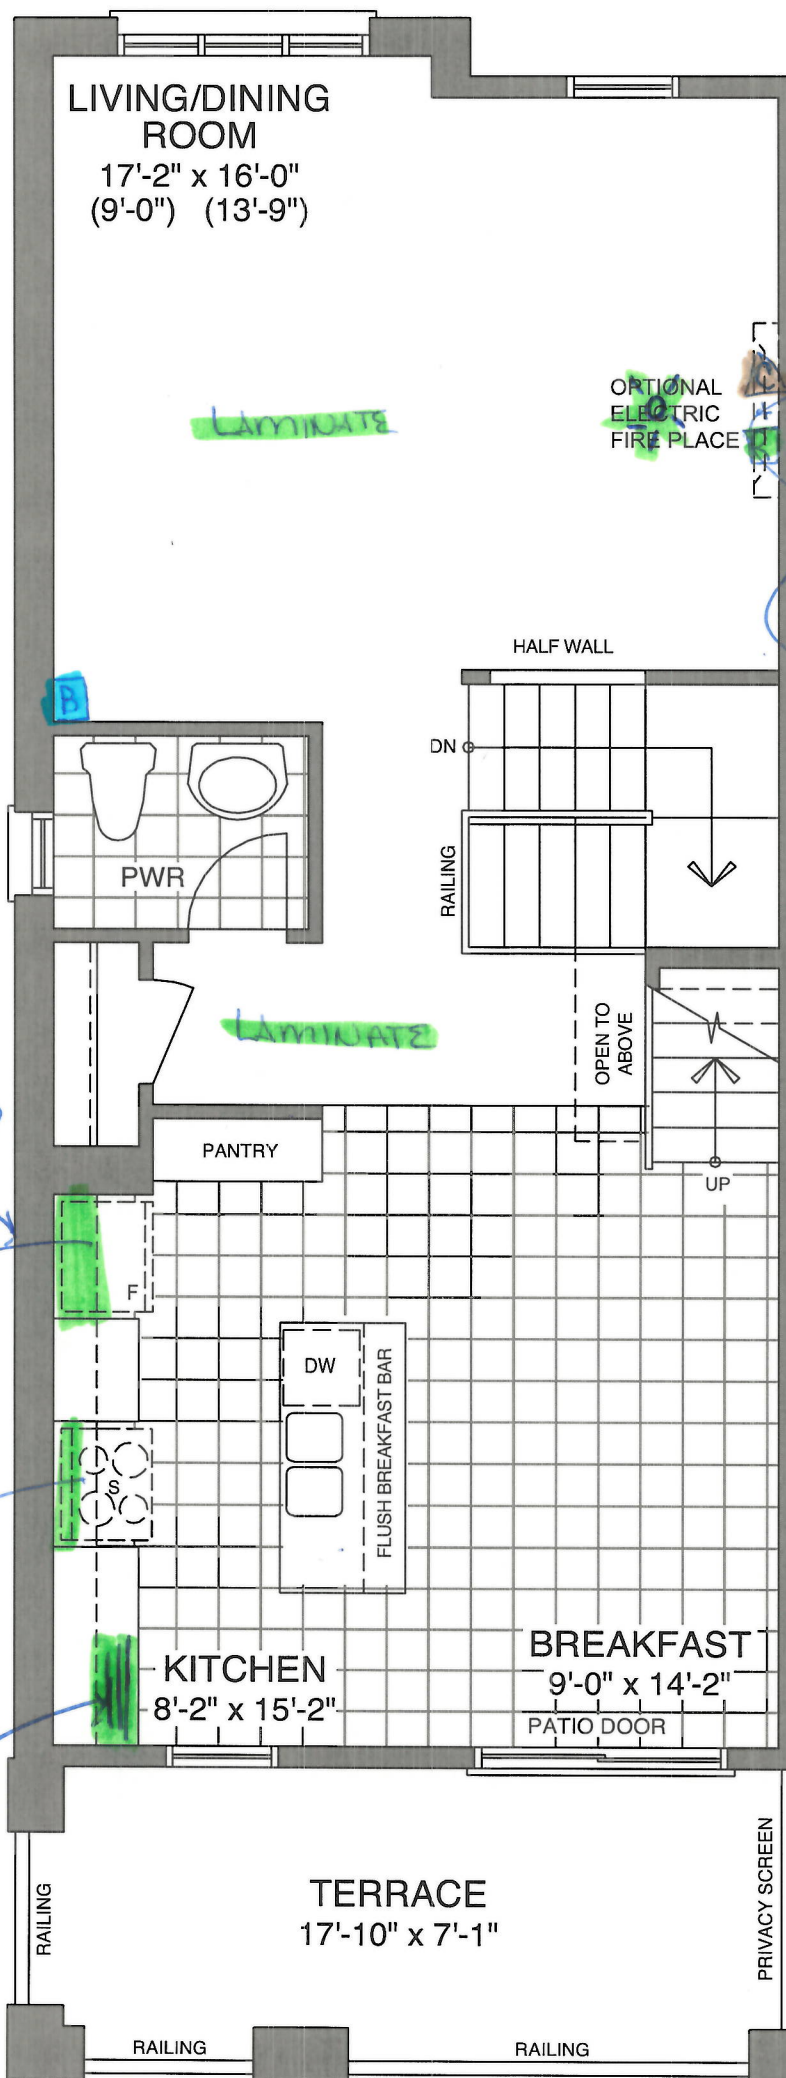 LIVING/DINING
ROOM
17'-2" x 16'-0"
(9'-0") (13'-9")
OPTIONAL
ELECTRIC
FIRE PLACE
LAMINATE
HALF WALL
B
DN
PWR
RAILING
LAMINATE
OPEN TO
ABOVE
PANTRY
UP
F
DW
FLUSH BREAKFAST BAR
S
KITCHEN
8'-2" x 15'-2"
BREAKFAST
9'-0" x 14'-2"
PATIO DOOR
TERRACE
17'-10" x 7'-1"
RAILING
PRIVACY SCREEN
RAILING
RAILING